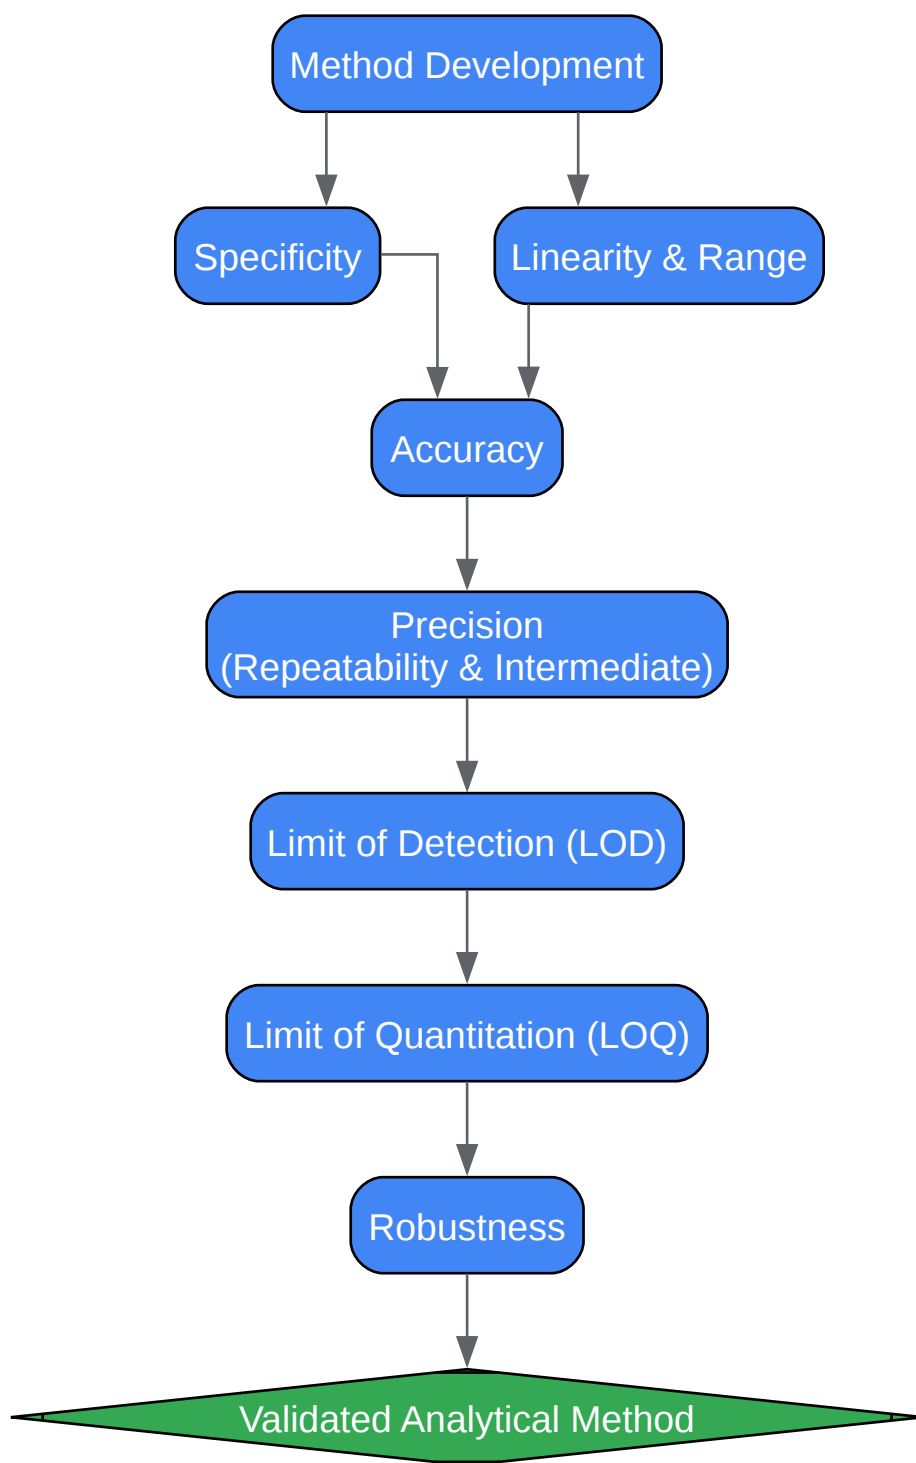 Method Development
Specificity
Linearity & Range
Accuracy
Precision
(Repeatability & Intermediate)
Limit of Detection (LOD)
Limit of Quantitation (LOQ)
Robustness
Validated Analytical Method